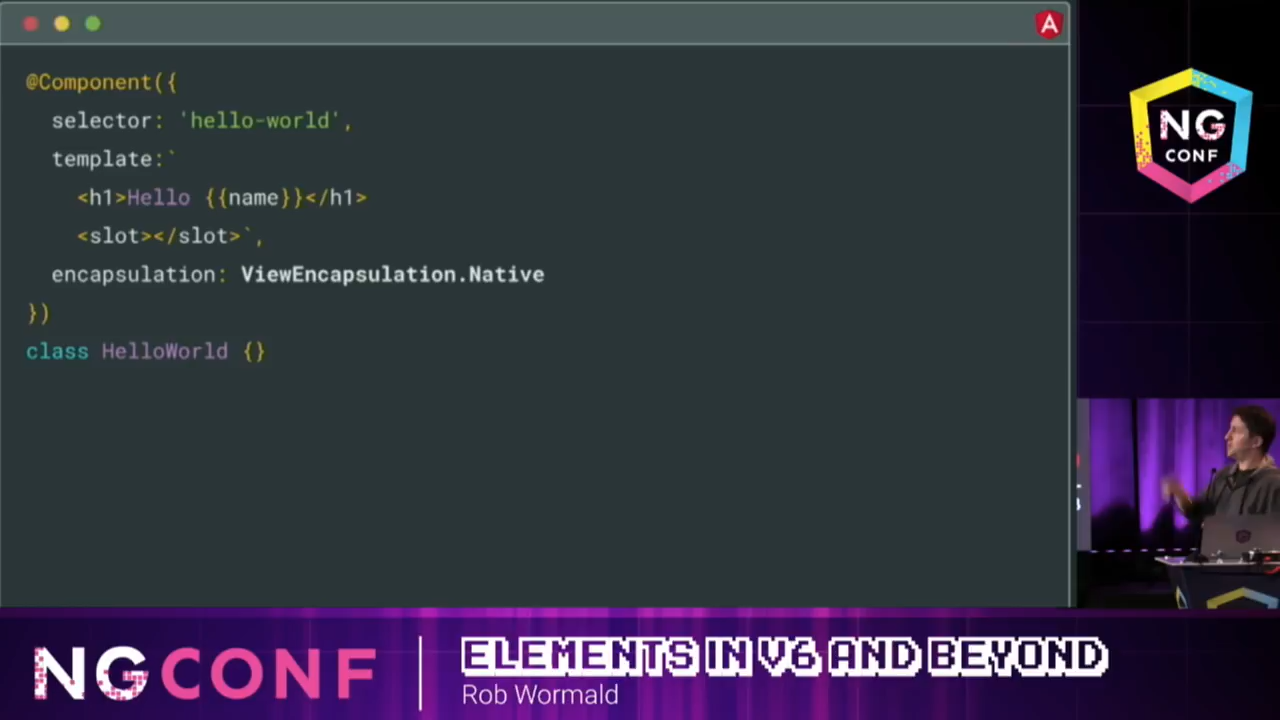 @Component({
selector: 'hello-world',
template:`
<h1>Hello {{name}}</h1>
<slot></slot>`,
encapsulation: ViewEncapsulation.Native
})
class HelloWorld {}
A
NG
CONF
NG CONF
ELEMENTS IN V6 AND BEYOND
Rob Wormald